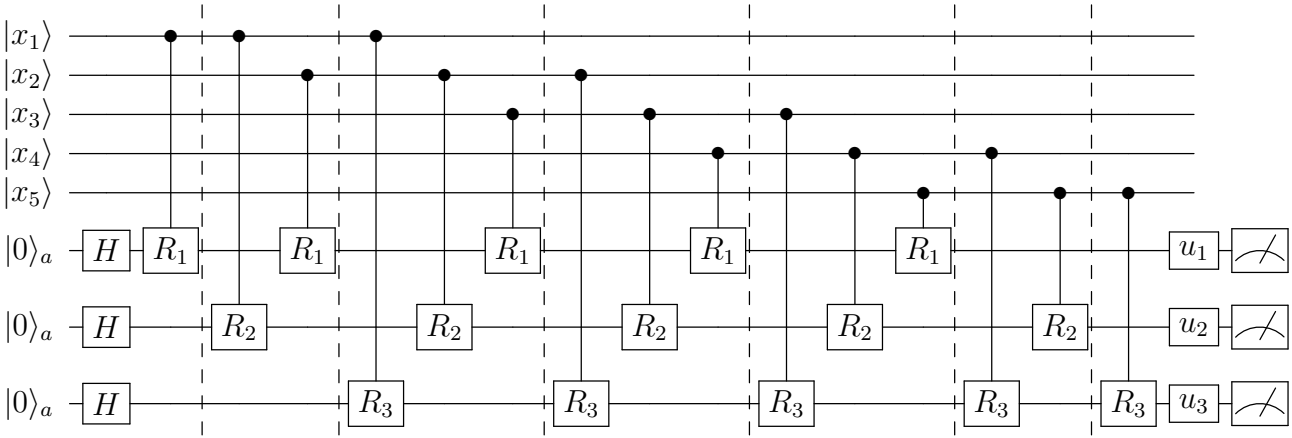 |x₁⟩
|x₂⟩
|x₃⟩
|x₄⟩
|x₅⟩
|0⟩ₐ H R₁ R₁ R₁ R₁ R₁ u₁
|0⟩ₐ H R₂ R₂ R₂ R₂ R₂ u₂
|0⟩ₐ H R₃ R₃ R₃ R₃ R₃ u₃